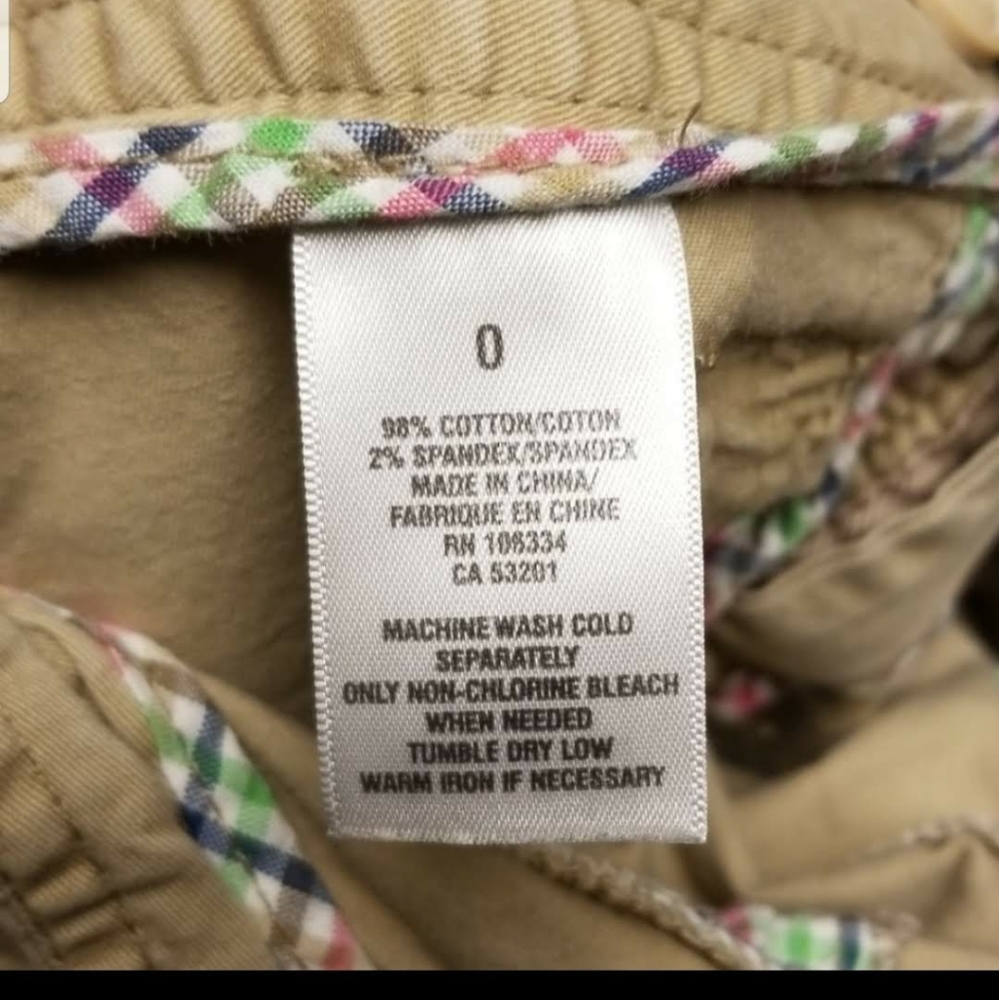 0
98% COTTON/COTON
2% SPANDEX/SPANDEX
MADE IN CHINA/
FABRIQUE EN CHINE
RN 106334
CA 53201
MACHINE WASH COLD
SEPARATELY
ONLY NON-CHLORINE BLEACH
WHEN NEEDED
TUMBLE DRY LOW
WARM IRON IF NECESSARY